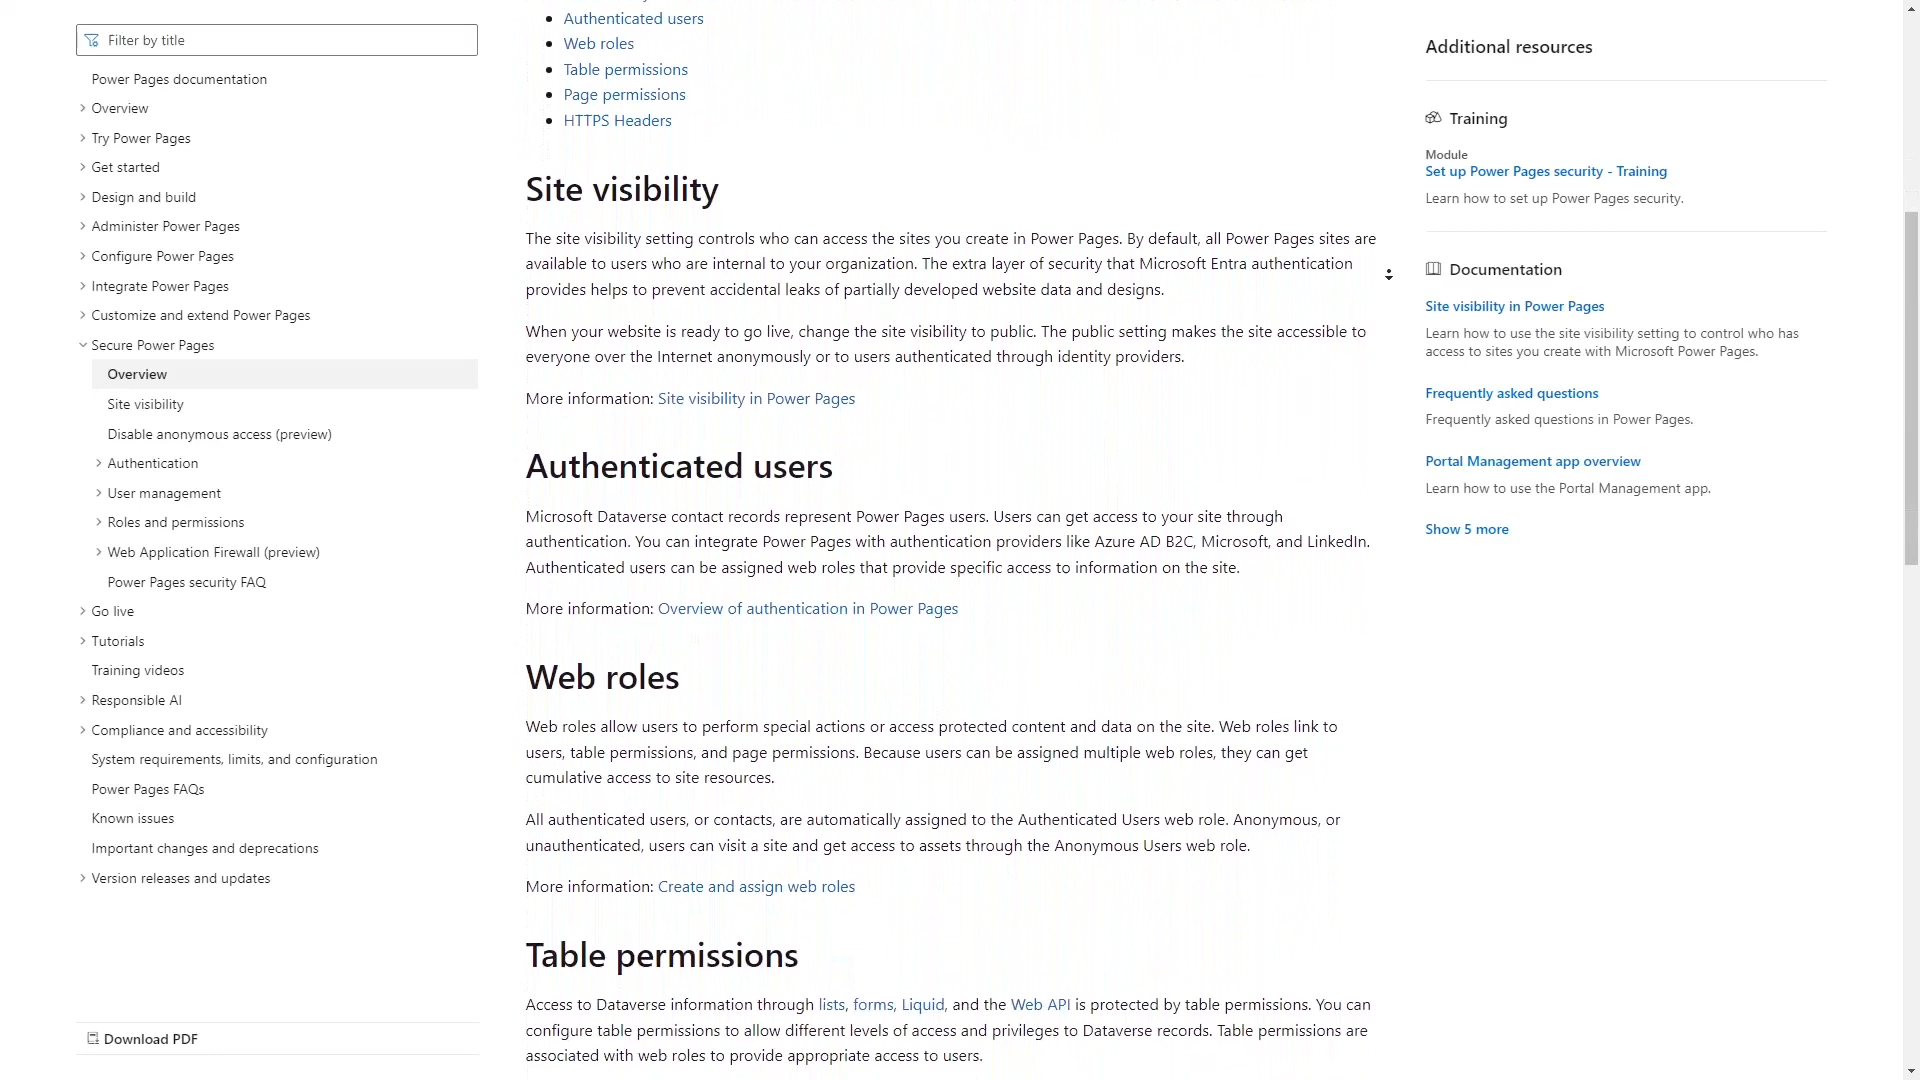 Filter by title
Power Pages documentation
Overview
Try Power Pages
Get started
Design and build
Administer Power Pages
Configure Power Pages
Integrate Power Pages
Customize and extend Power Pages
Secure Power Pages
Overview
Site visibility
Disable anonymous access (preview)
Authentication
User management
Roles and permissions
Web Application Firewall (preview)
Power Pages security FAQ
Go live
Tutorials
Training videos
Responsible AI
Compliance and accessibility
System requirements, limits, and configuration
Power Pages FAQs
Known issues
Important changes and deprecations
Version releases and updates
Download PDF
Authenticated users
Web roles
Table permissions
Page permissions
HTTPS Headers
Site visibility
The site visibility setting controls who can access the sites you create in Power Pages. By default, all Power Pages sites are
available to users who are internal to your organization. The extra layer of security that Microsoft Entra authentication
provides helps to prevent accidental leaks of partially developed website data and designs.
When your website is ready to go live, change the site visibility to public. The public setting makes the site accessible to
everyone over the Internet anonymously or to users authenticated through identity providers.
More information: Site visibility in Power Pages
Authenticated users
Microsoft Dataverse contact records represent Power Pages users. Users can get access to your site through
authentication. You can integrate Power Pages with authentication providers like Azure AD B2C, Microsoft, and LinkedIn.
Authenticated users can be assigned web roles that provide specific access to information on the site.
More information: Overview of authentication in Power Pages
Web roles
Web roles allow users to perform special actions or access protected content and data on the site. Web roles link to
users, table permissions, and page permissions. Because users can be assigned multiple web roles, they can get
cumulative access to site resources.
All authenticated users, or contacts, are automatically assigned to the Authenticated Users web role. Anonymous, or
unauthenticated, users can visit a site and get access to assets through the Anonymous Users web role.
More information: Create and assign web roles
Table permissions
Access to Dataverse information through lists, forms, Liquid, and the Web API is protected by table permissions. You can
configure table permissions to allow different levels of access and privileges to Dataverse records. Table permissions are
associated with web roles to provide appropriate access to users.
Additional resources
Training
Module
Set up Power Pages security - Training
Learn how to set up Power Pages security.
Documentation
Site visibility in Power Pages
Learn how to use the site visibility setting to control who has
access to sites you create with Microsoft Power Pages.
Frequently asked questions
Frequently asked questions in Power Pages.
Portal Management app overview
Learn how to use the Portal Management app.
Show 5 more